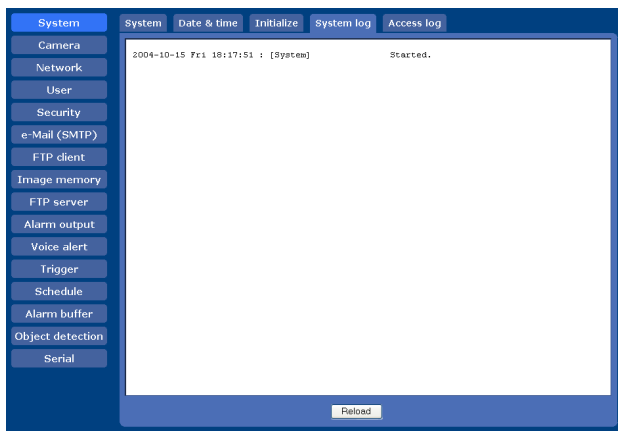 System
Camera
Network
User
Security
e-Mail (SMTP)
FTP client
Image memory
FTP server
Alarm output
Voice alert
Trigger
Schedule
Alarm buffer
Object detection
Serial
System Date & time Initialize System log Access log
2004-10-15 Fri 18:17:51 : [System] Started.
Reload